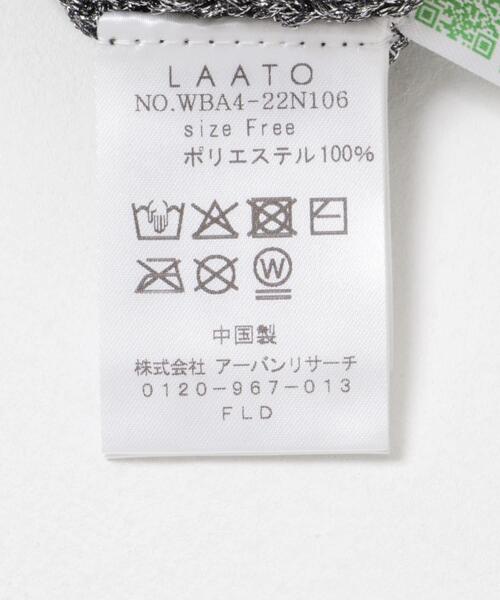 LAATO
NO.WBA4-22N106
size Free
ポリエステル100%
W
中国製
株式会社 アーバンリサーチ
0120-967-013
FLD